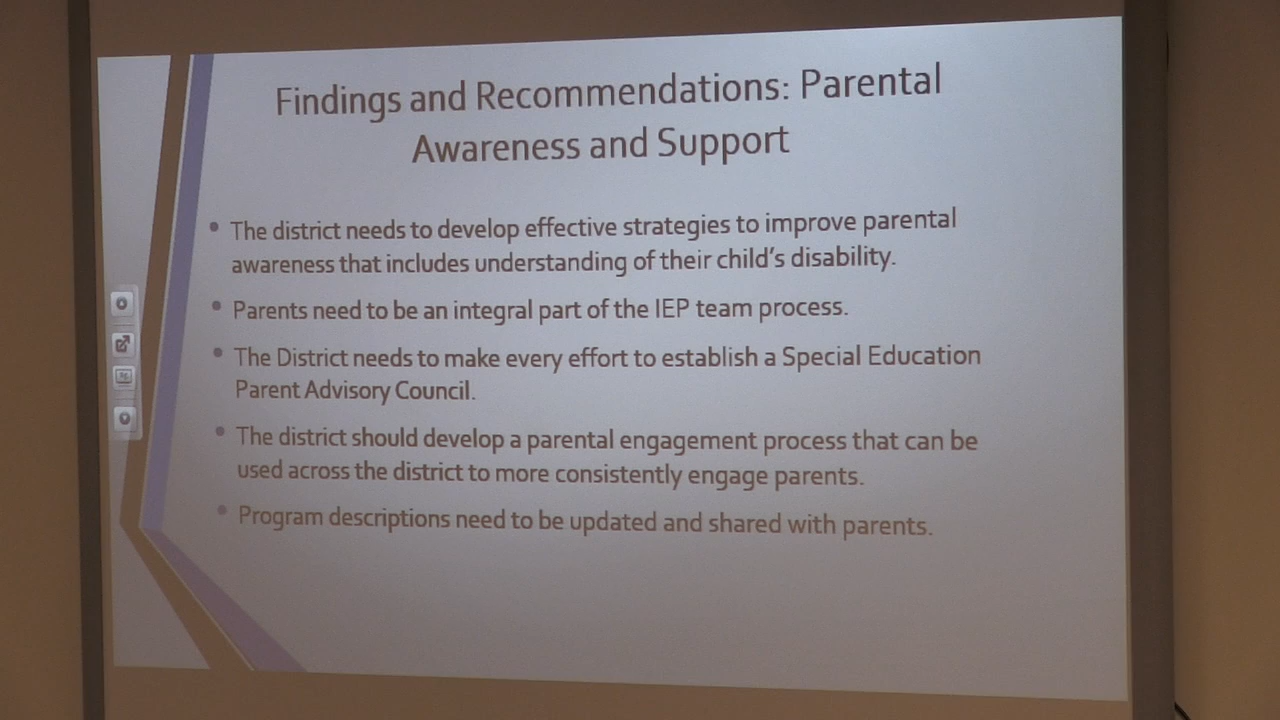 Findings and Recommendations: Parental
Awareness and Support
• The district needs to develop effective strategies to improve parental
awareness that includes understanding of their child's disability.
• Parents need to be an integral part of the IEP team process.
• The District needs to make every effort to establish a Special Education
Parent Advisory Council.
• The district should develop a parental engagement process that can be
used across the district to more consistently engage parents.
• Program descriptions need to be updated and shared with parents.